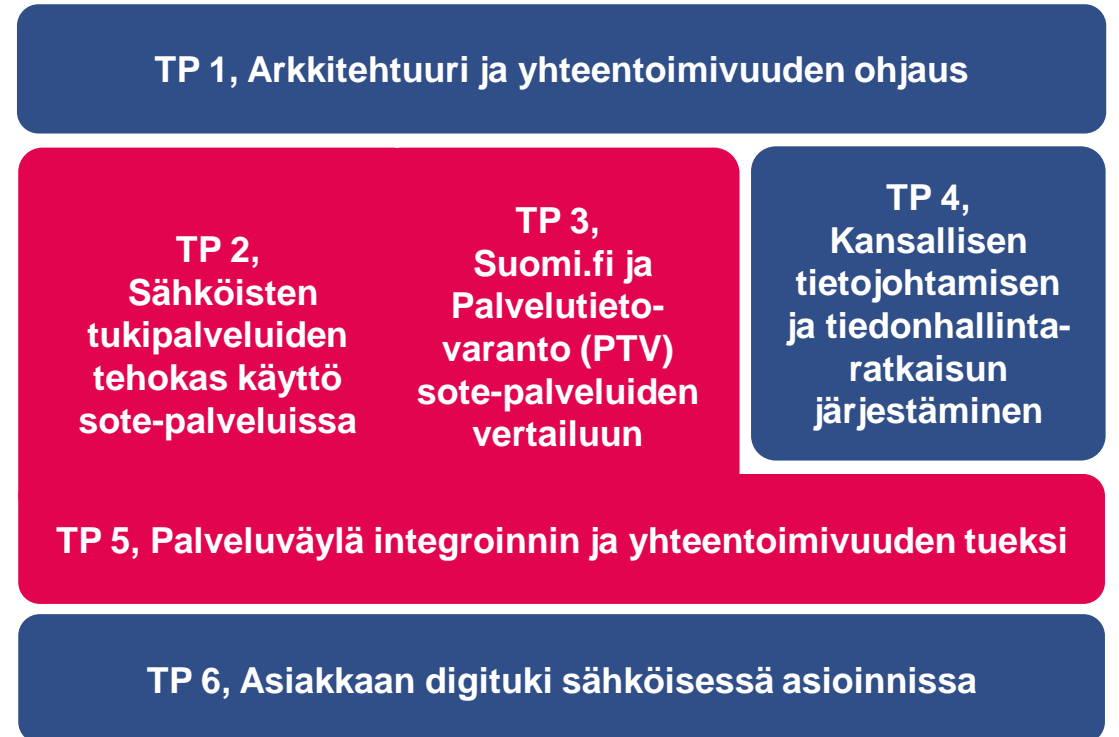 TP 1, Arkkitehtuuri ja yhteentoimivuuden ohjaus
TP 2,
Sähköisten
tukipalveluiden
tehokas käyttö
sote-palveluissa
TP 3,
Suomi.fi ja
Palvelutieto-
varanto (PTV)
sote-palveluiden
vertailuun
TP 4,
Kansallisen
tietojohtamisen
ja tiedonhallinta-
ratkaisun
järjestäminen
TP 5, Palveluväylä integroinnin ja yhteentoimivuuden tueksi
TP 6, Asiakkaan digituki sähköisessä asioinnissa